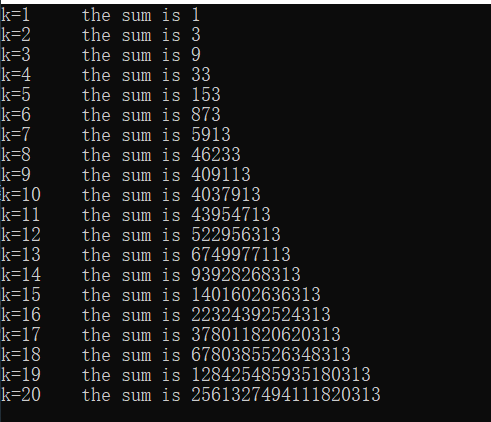 k=1 the sum is 1
k=2 the sum is 3
k=3 the sum is 9
k=4 the sum is 33
k=5 the sum is 153
k=6 the sum is 873
k=7 the sum is 5913
k=8 the sum is 46233
k=9 the sum is 409113
k=10 the sum is 4037913
k=11 the sum is 43954713
k=12 the sum is 522956313
k=13 the sum is 6749977113
k=14 the sum is 93928268313
k=15 the sum is 1401602636313
k=16 the sum is 22324392524313
k=17 the sum is 378011820620313
k=18 the sum is 6780385526348313
k=19 the sum is 128425485935180313
k=20 the sum is 2561327494111820313